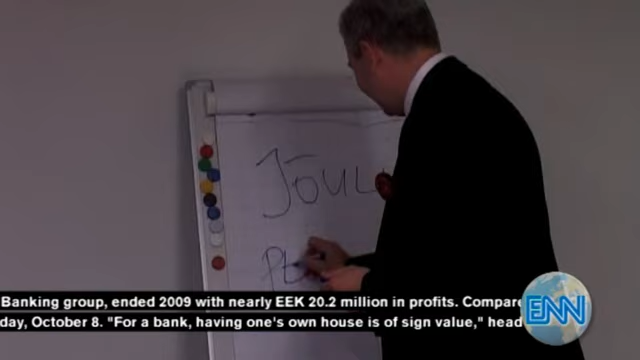 JÕUL
Banking group, ended 2009 with nearly EEK 20.2 million in profits. Compare
day, October 8. "For a bank, having one's own house is of sign value," head
ENN